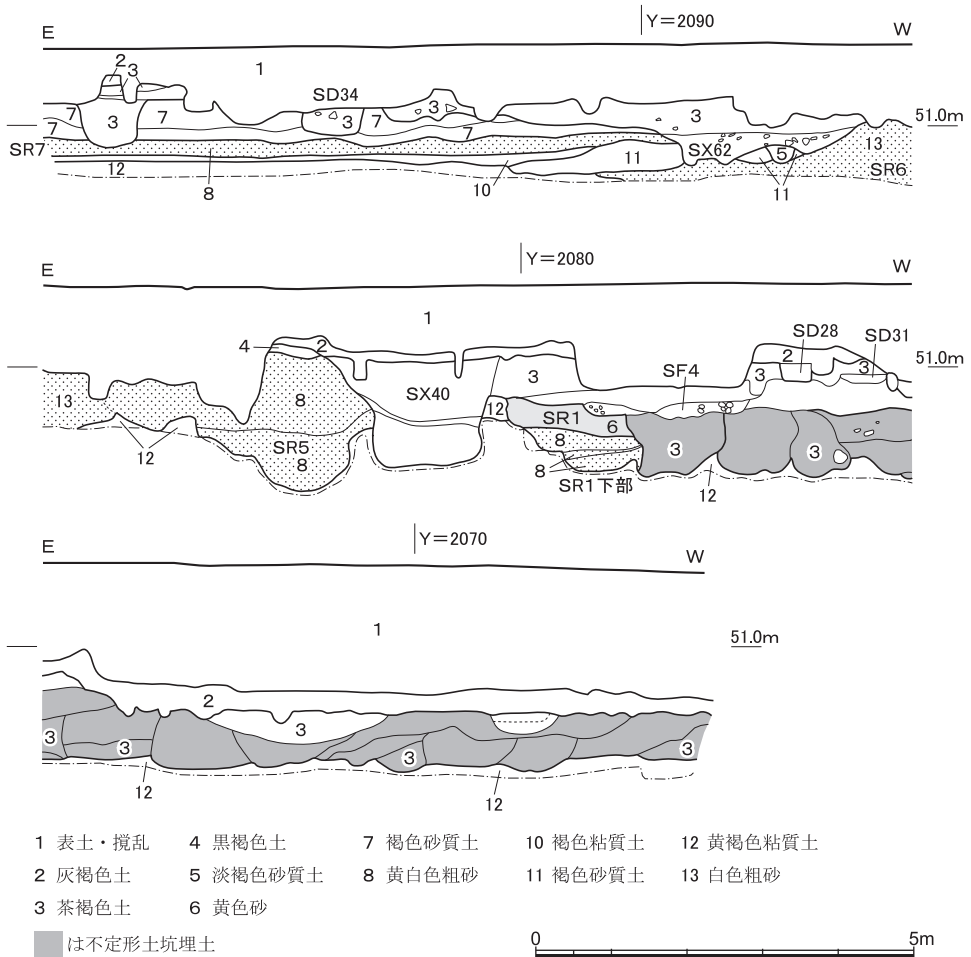 E Y=2090 W
1
2 3 3 7 3 7 SD34 3 7 3 7 3 51.0m
SR7 12 8 10 11 SX62 5 11 13 SR6
E Y=2080 W
1
4 2 SD28 SD31
13 8 SX40 3 SF4 3 2 3 51.0m
12 SR1 6 3 3
12 SR5 8 8 8 SR1下部 12
E Y=2070 W
1 51.0m
2
3 3 3 3 3
12 12
1 表土・撹乱 4 黒褐色土 7 褐色砂質土 10 褐色粘質土 12 黄褐色粘質土
2 灰褐色土 5 淡褐色砂質土 8 黄白色粗砂 11 褐色砂質土 13 白色粗砂
3 茶褐色土 6 黄色砂
は不定形土坑埋土
0 5m